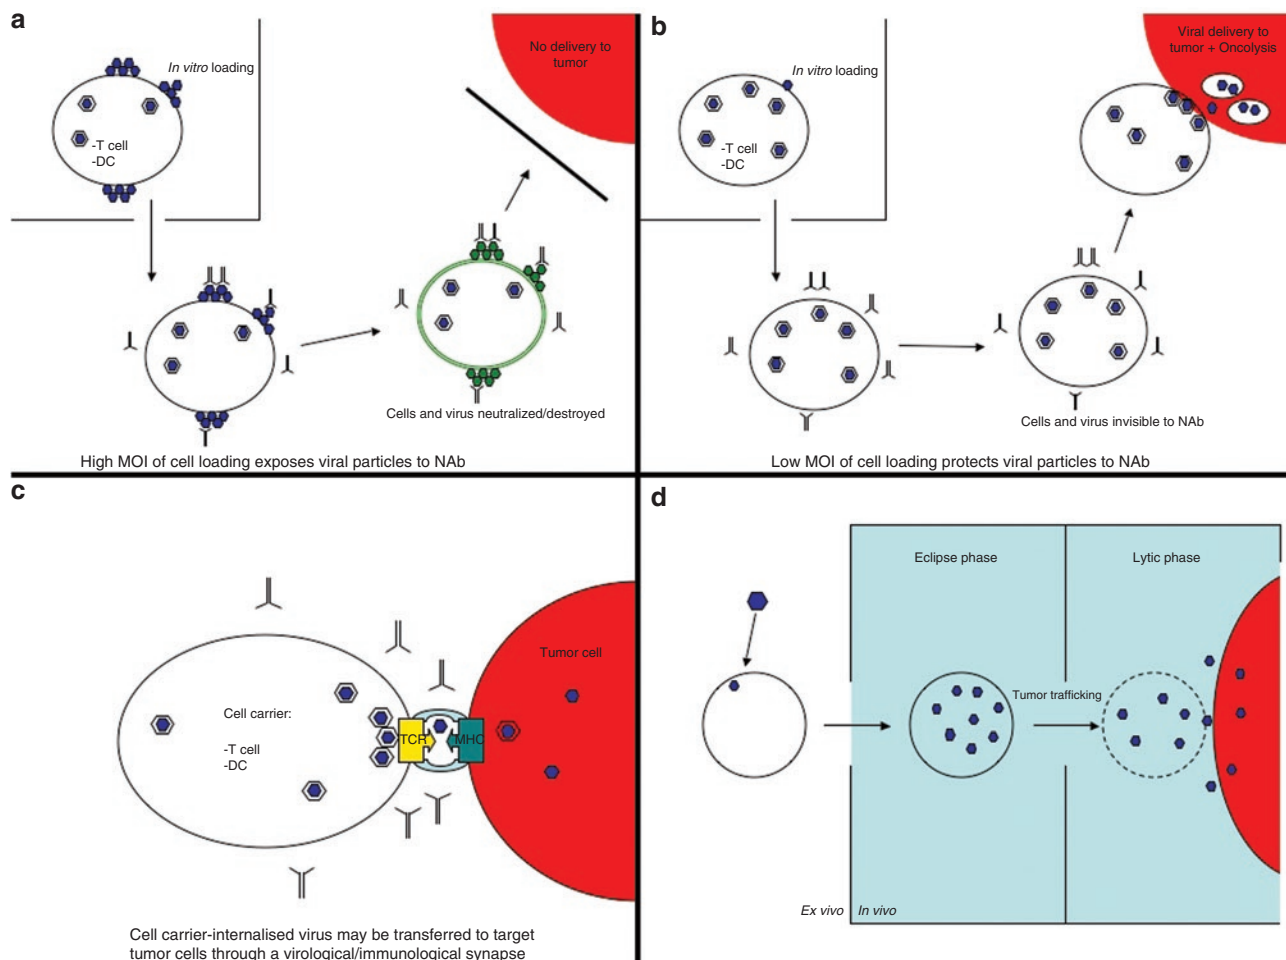 a
In vitro loading
-T cell
-DC
No delivery to
tumor
Cells and virus neutralized/destroyed
High MOI of cell loading exposes viral particles to NAb
b
In vitro loading
-T cell
-DC
Viral delivery to
tumor + Oncolysis
Cells and virus invisible to NAb
Low MOI of cell loading protects viral particles to NAb
c
Cell carrier:
-T cell
-DC
TCR
MHC
Tumor cell
Cell carrier-internalised virus may be transferred to target
tumor cells through a virological/immunological synapse
d
Eclipse phase
Lytic phase
Tumor trafficking
Ex vivo
In vivo